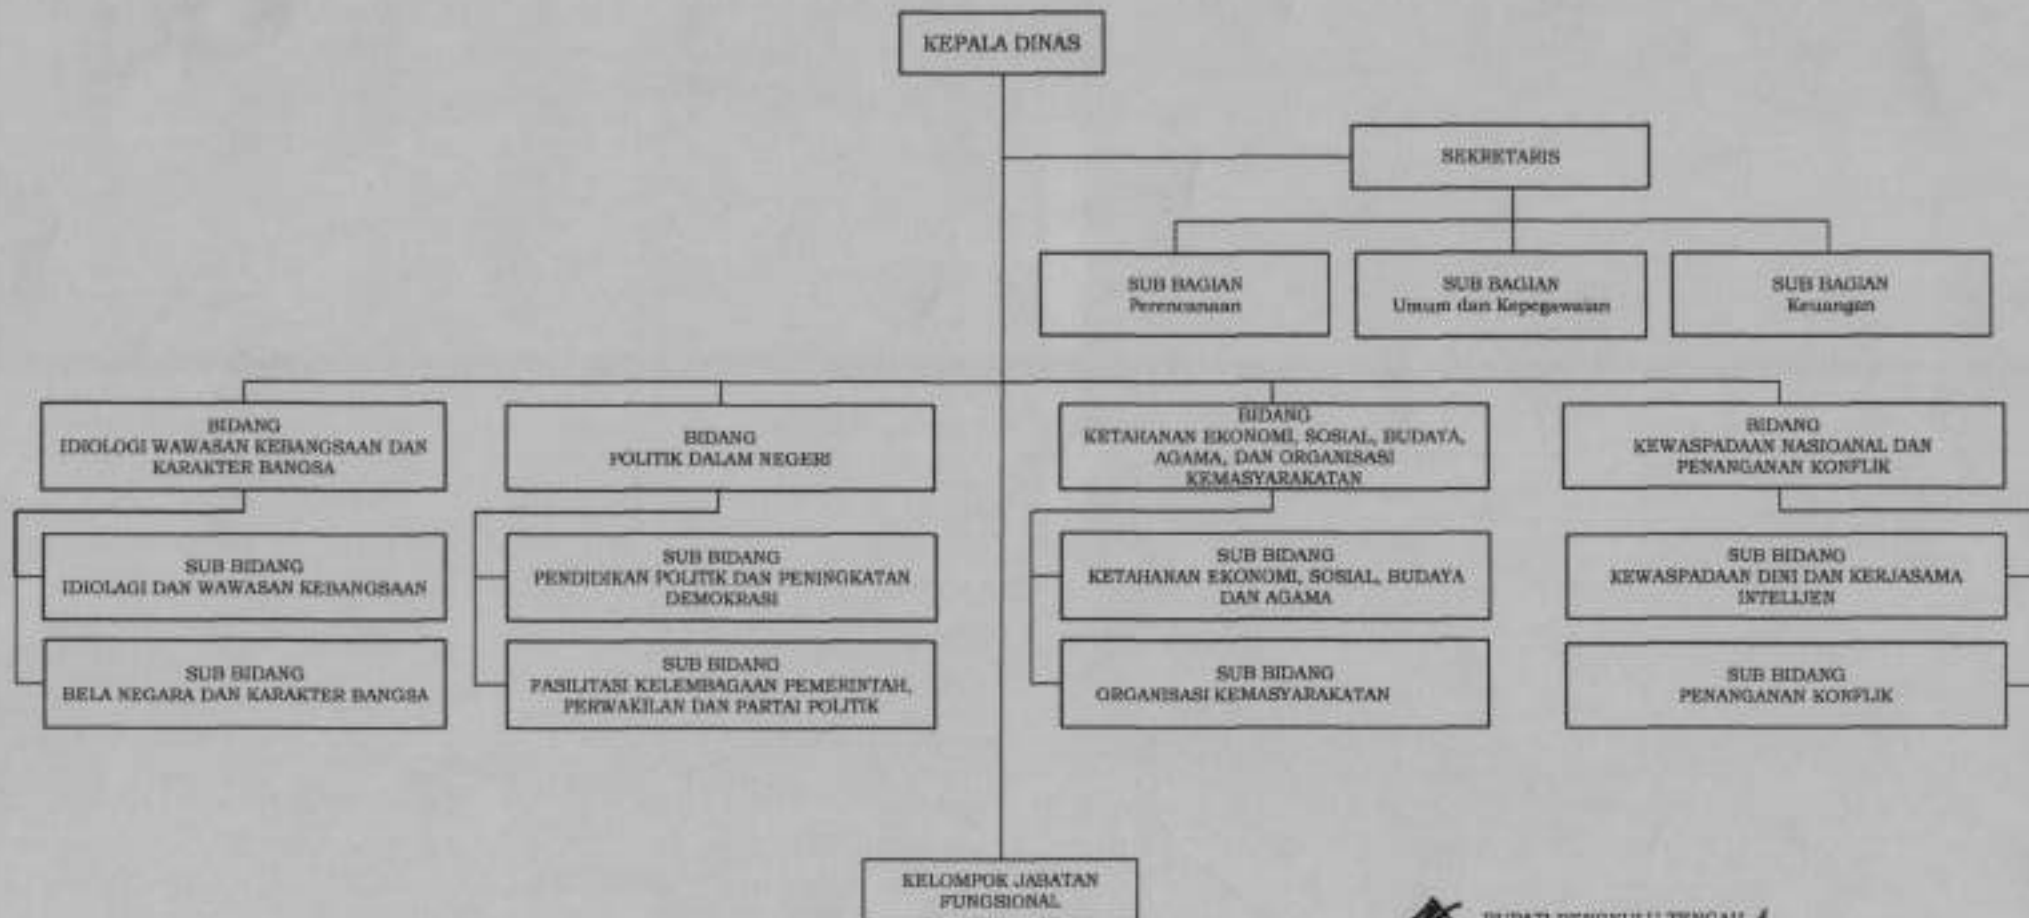 KEPALA DINAS
SEKRETARIS
SUB BAGIAN
Perencanaan
SUB BAGIAN
Umum dan Kepegawaian
SUB BAGIAN
Keuangan
BIDANG
IDIOLOGI WAWASAN KEBANGSAAN DAN
KARAKTER BANGSA
BIDANG
POLITIK DALAM NEGERI
BIDANG
KETAHANAN EKONOMI, SOSIAL, BUDAYA,
AGAMA, DAN ORGANISASI
KEMASYARAKATAN
BIDANG
KEWASPADAAN NASIOANAL DAN
PENANGANAN KONFLIK
SUB BIDANG
IDIOLAGI DAN WAWASAN KEBANGSAAN
SUB BIDANG
PENDIDIKAN POLITIK DAN PENINGKATAN
DEMOKRASI
SUB BIDANG
KETAHANAN EKONOMI, SOSIAL, BUDAYA
DAN AGAMA
SUB BIDANG
KEWASPADAAN DINI DAN KERJASAMA
INTELIJEN
SUB BIDANG
BELA NEGARA DAN KARAKTER BANGSA
SUB BIDANG
FASILITASI KELEMBAGAAN PEMERINTAH,
PERWAKILAN DAN PARTAI POLITIK
SUB BIDANG
ORGANISASI KEMASYARAKATAN
SUB BIDANG
PENANGANAN KONFLIK
KELOMPOK JABATAN
FUNGSIONAL
BUPATI BENGKULU TENGAH